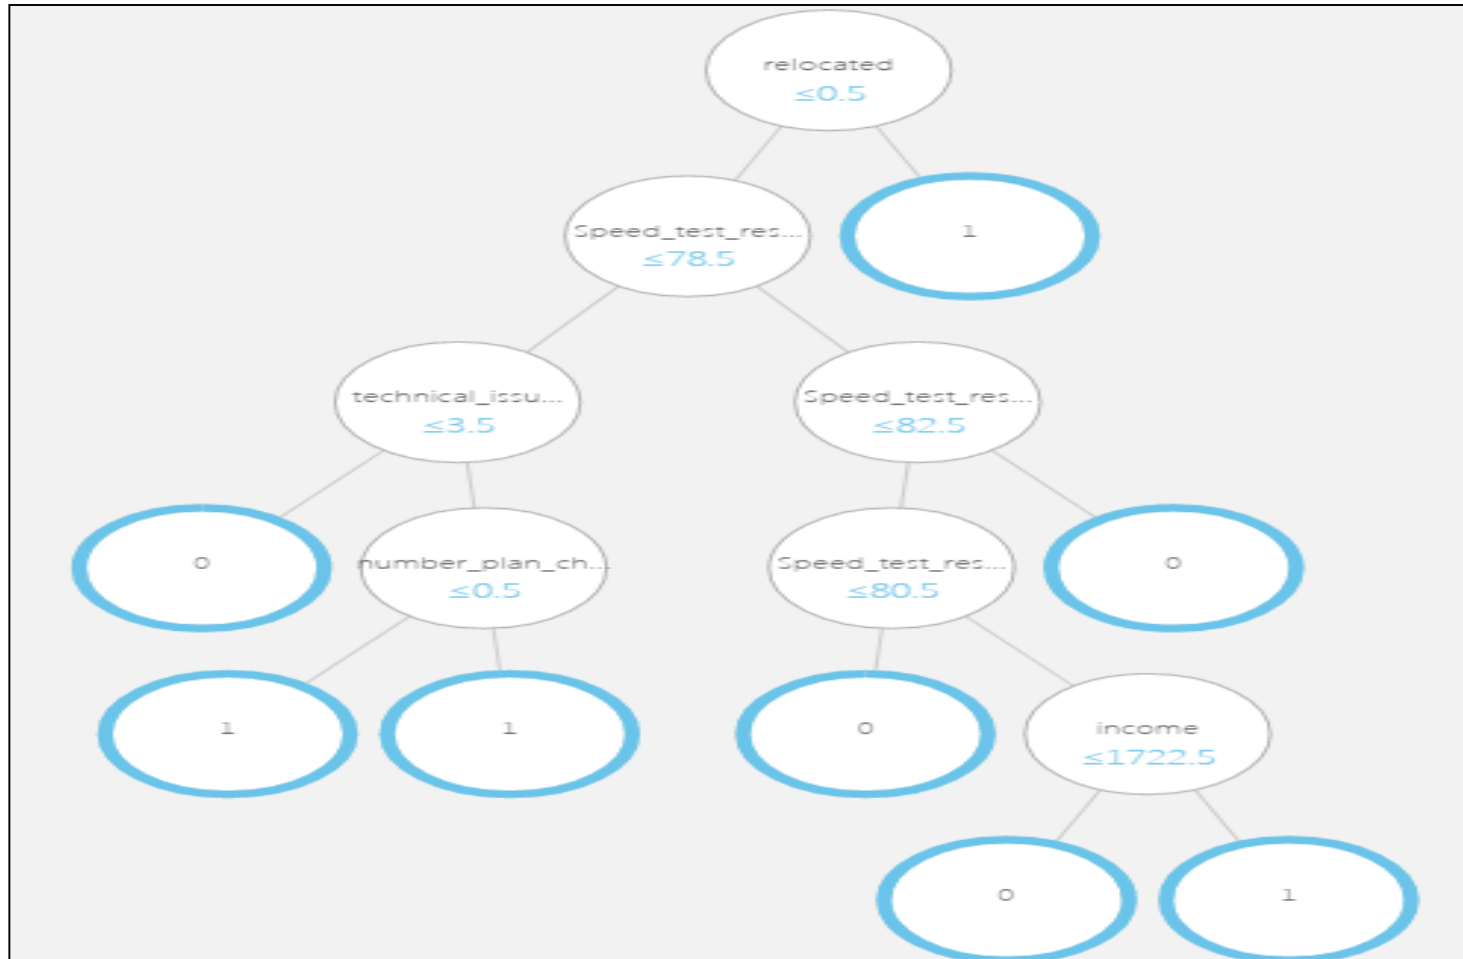 relocated
≤0.5
Speed_test_res...
≤78.5
1
technical_issu...
≤3.5
Speed_test_res...
≤82.5
0
number_plan_ch...
≤0.5
Speed_test_res...
≤80.5
0
1
1
0
income
≤1722.5
0
1